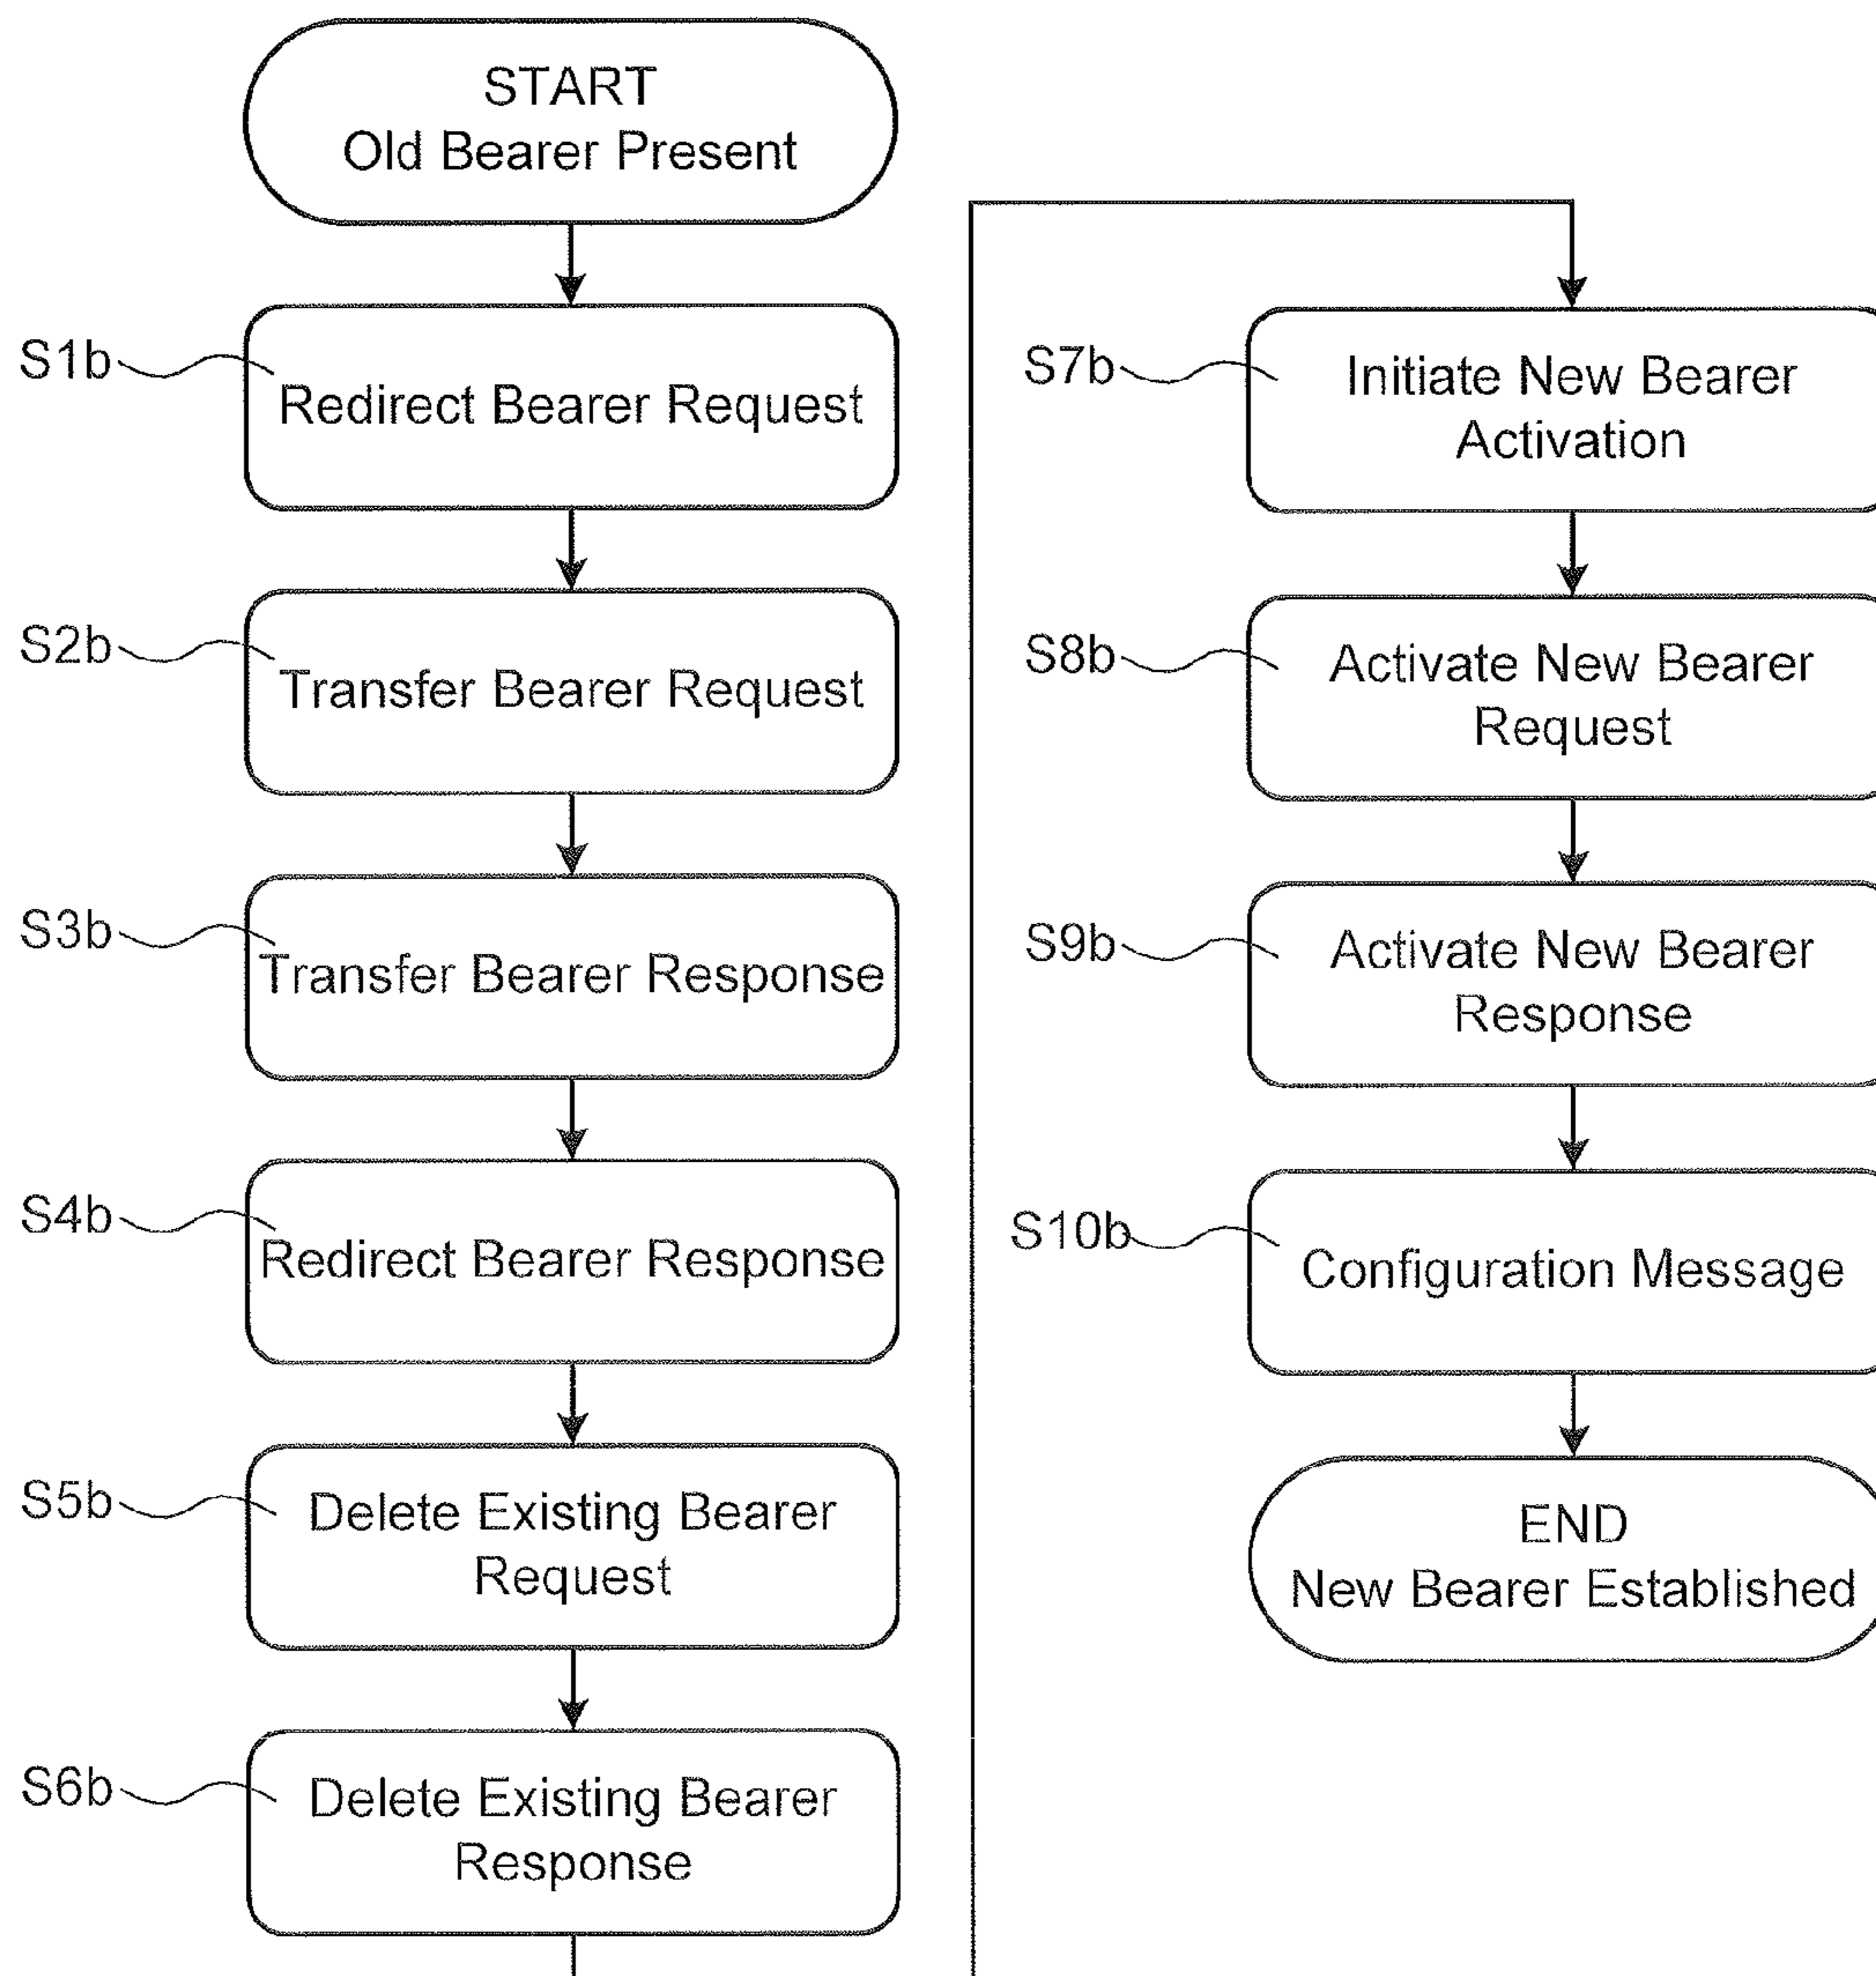 START
Old Bearer Present
S1b
Redirect Bearer Request
S2b
Transfer Bearer Request
S3b
Transfer Bearer Response
S4b
Redirect Bearer Response
S5b
Delete Existing Bearer
Request
S6b
Delete Existing Bearer
Response
S7b
Initiate New Bearer
Activation
S8b
Activate New Bearer
Request
S9b
Activate New Bearer
Response
S10b
Configuration Message
END
New Bearer Established